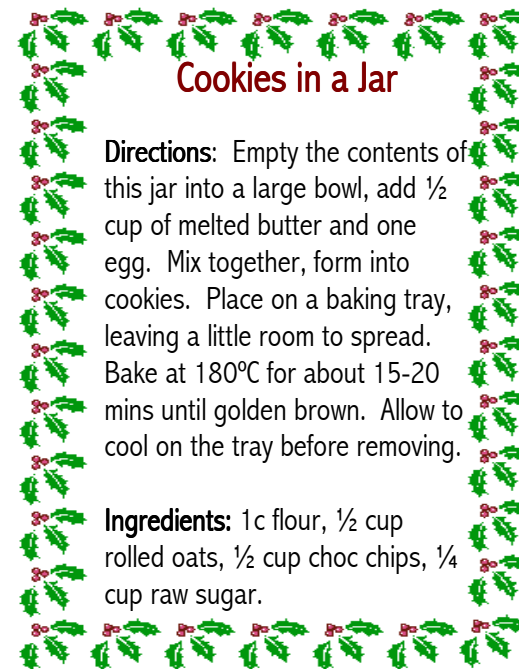 Cookies in a Jar
Directions:  Empty the contents of
this jar into a large bowl, add ½
cup of melted butter and one
egg.  Mix together, form into
cookies.  Place on a baking tray,
leaving a little room to spread.
Bake at 180ºC for about 15-20
mins until golden brown.  Allow to
cool on the tray before removing.
Ingredients: 1c flour, ½ cup
rolled oats, ½ cup choc chips, ¼
cup raw sugar.